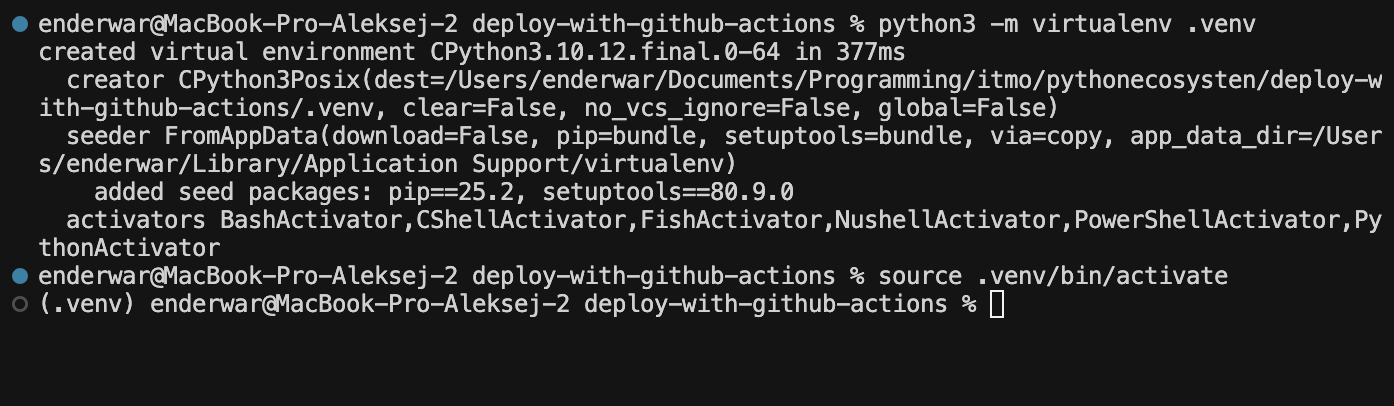 enderwar@MacBook-Pro-Aleksej-2 deploy-with-github-actions % python3 -m virtualenv .venv
created virtual environment CPython3.10.12.final.0-64 in 377ms
  creator CPython3Posix(dest=/Users/enderwar/Documents/Programming/itmo/pythonecosysten/deploy-w
ith-github-actions/.venv, clear=False, no_vcs_ignore=False, global=False)
  seeder FromAppData(download=False, pip=bundle, setuptools=bundle, via=copy, app_data_dir=/User
s/enderwar/Library/Application Support/virtualenv)
    added seed packages: pip==25.2, setuptools==80.9.0
  activators BashActivator,CShellActivator,FishActivator,NushellActivator,PowerShellActivator,Py
thonActivator
enderwar@MacBook-Pro-Aleksej-2 deploy-with-github-actions % source .venv/bin/activate
(.venv) enderwar@MacBook-Pro-Aleksej-2 deploy-with-github-actions %